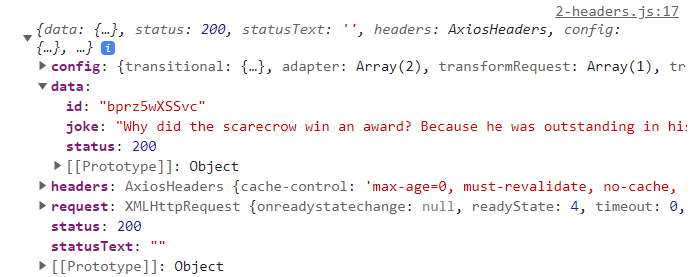 2-headers.js:17
{data: {…}, status: 200, statusText: '', headers: AxiosHeaders, config:
{…}, …} i
config: {transitional: {…}, adapter: Array(2), transformRequest: Array(1), tr
data:
id: "bprz5wXSSvc"
joke: "Why did the scarecrow win an award? Because he was outstanding in his
status: 200
[[Prototype]]: Object
headers: AxiosHeaders {cache-control: 'max-age=0, must-revalidate, no-cache,
request: XMLHttpRequest {onreadystatechange: null, readyState: 4, timeout: 0,
status: 200
statusText: ""
[[Prototype]]: Object